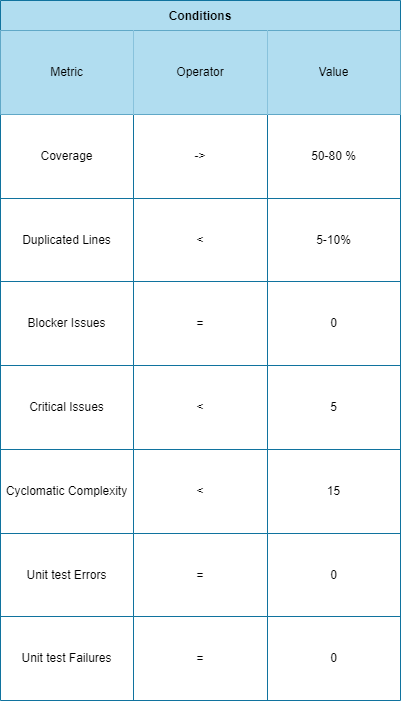 Conditions
Metric Operator Value
Coverage -> 50-80 %
Duplicated Lines < 5-10%
Blocker Issues = 0
Critical Issues < 5
Cyclomatic Complexity < 15
Unit test Errors = 0
Unit test Failures = 0